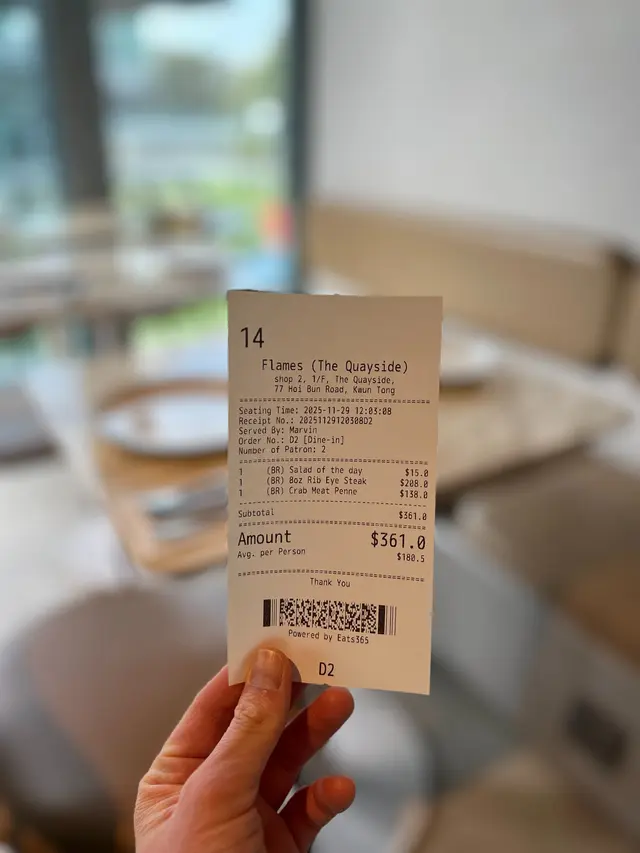 14
Flames (The Quayside)
shop 2, 1/F, The Quayside,
77 Hoi Bun Road, Kwun Tong
Seating Time: 2025-11-29 12:03:08
Receipt No.: 20251129120308D2
Served By: Marvin
Order No.: D2 [Dine-in]
Number of Patron: 2
1 (BR) Salad of the day $15.0
1 (BR) 8oz Rib Eye Steak $208.0
1 (BR) Crab Meat Penne $138.0
Subtotal $361.0
Amount $361.0
Avg. per Person $180.5
Thank You
Powered by Eats365
D2